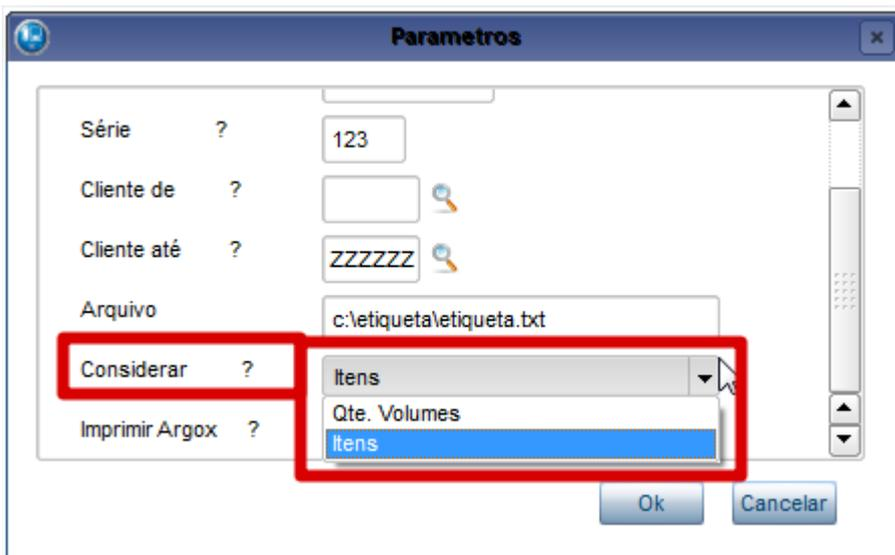 Parametros
Série ? 123
Cliente de ?
Cliente até ? ZZZZZZ
Arquivo c:\etiqueta\etiqueta.txt
Considerar ? Itens
Qte. Volumes
Imprimir Argox ? Itens
Ok Cancelar